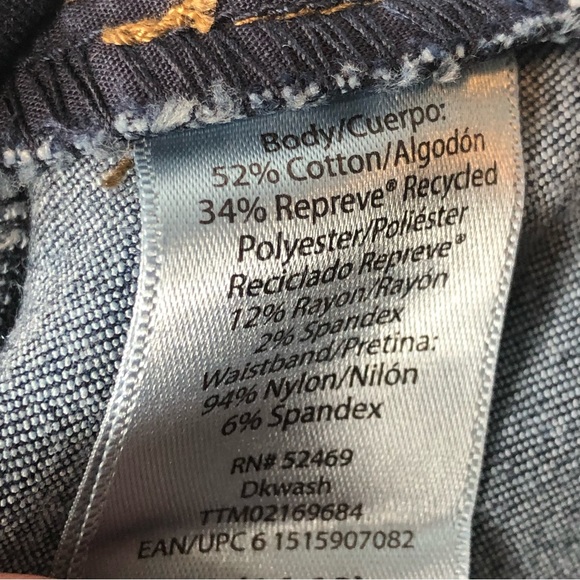 Body/Cuerpo:
52% Cotton/Algodón
34% Repreve® Recycled
Polyester/Poliéster
Reciclado Repreve®
12% Rayon/Rayón
2% Spandex
Waistband/Pretina:
94% Nylon/Nilón
6% Spandex
RN# 52469
Dkwash
TTM02169684
EAN/UPC 6 1515907082